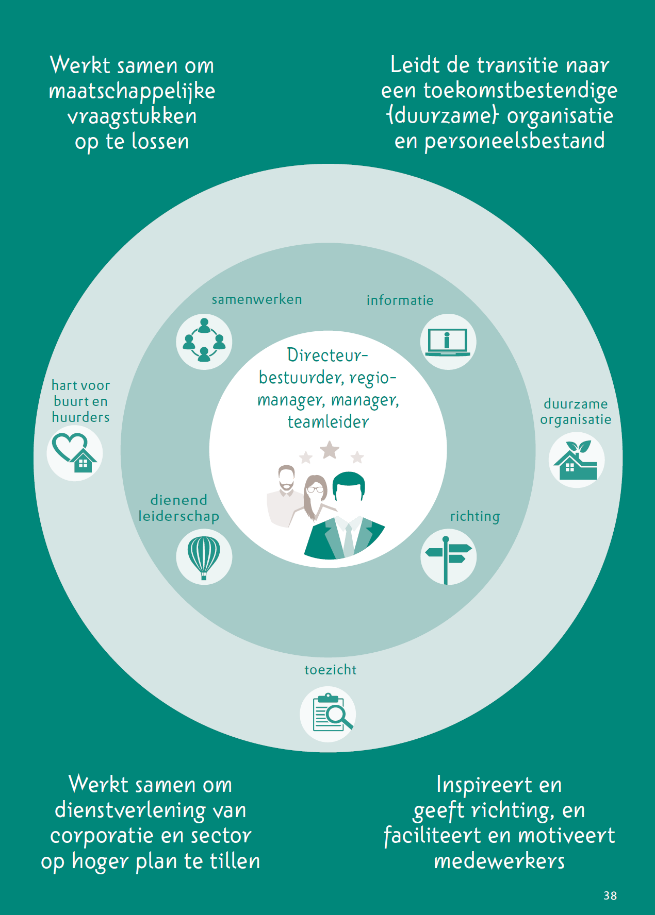 Werkt samen om
maatschappelijke
vraagstukken
op te lossen
Leidt de transitie naar
een toekomstbestendige
(duurzame) organisatie
en personeelsbestand
samenwerken
informatie
Directeur-
bestuurder, regio-
manager, manager,
teamleider
hart voor
buurt en
huurders
duurzame
organisatie
dienend
leiderschap
richting
toezicht
Werkt samen om
dienstverlening van
corporatie en sector
op hoger plan te tillen
Inspireert en
geeft richting, en
faciliteert en motiveert
medewerkers
38